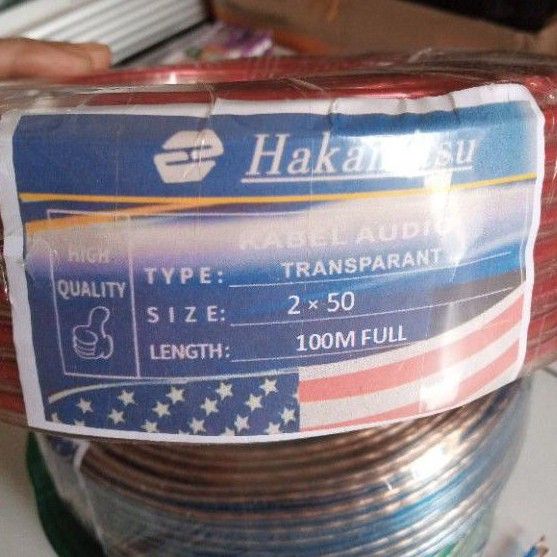 KABEL AUDIO
HIGH
QUALITY
TYPE: TRANSPARANT
SIZE: 2 × 50
LENGTH: 100M FULL